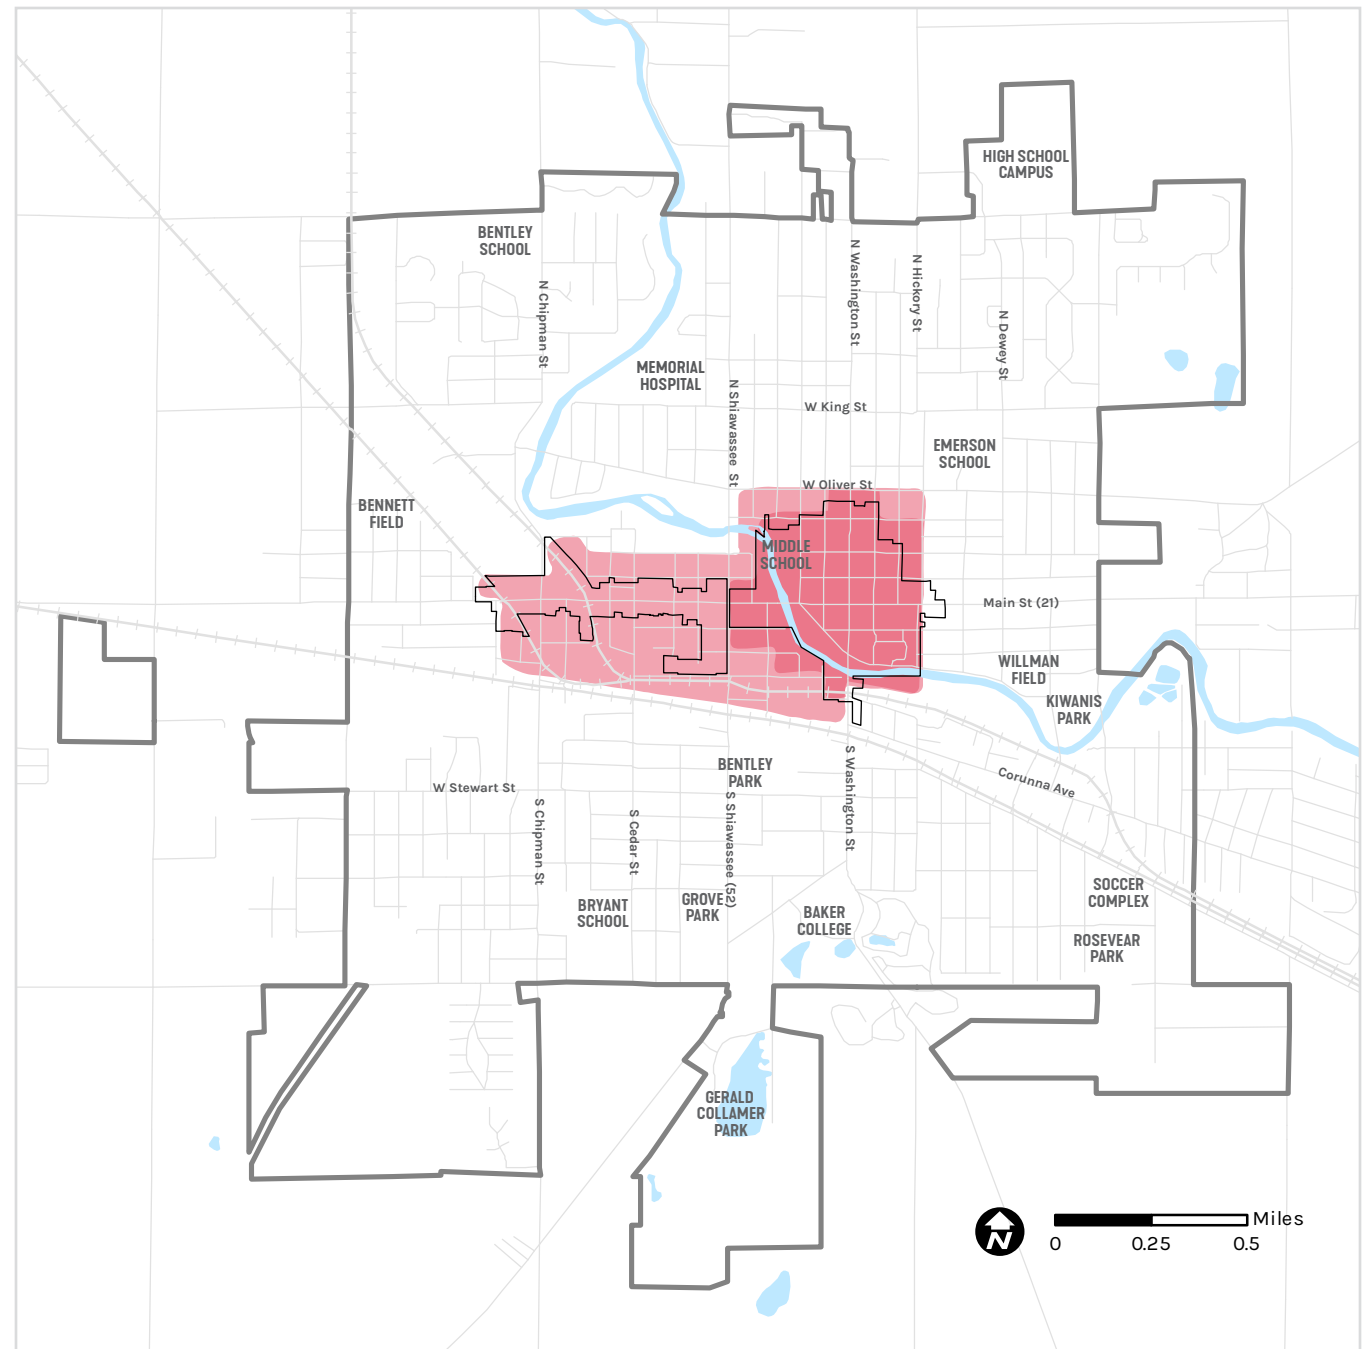 HIGH SCHOOL
CAMPUS
BENTLEY
SCHOOL
N Washington St
N Hickory St
N Chipman St
N Dewey St
MEMORIAL
HOSPITAL
N Shiawassee St
W King St
EMERSON
SCHOOL
W Oliver St
BENNETT
FIELD
MIDDLE
SCHOOL
Main St (21)
WILLMAN
FIELD
KIWANIS
PARK
BENTLEY
PARK
S Washington St
Corunna Ave
W Stewart St
S Chipman St
S Cedar St
S Shiawassee (52)
SOCCER
COMPLEX
BRYANT
SCHOOL
GROVE
PARK
BAKER
COLLEGE
ROSEVEAR
PARK
GERALD
COLLAMER
PARK
N
Miles
0 0.25 0.5